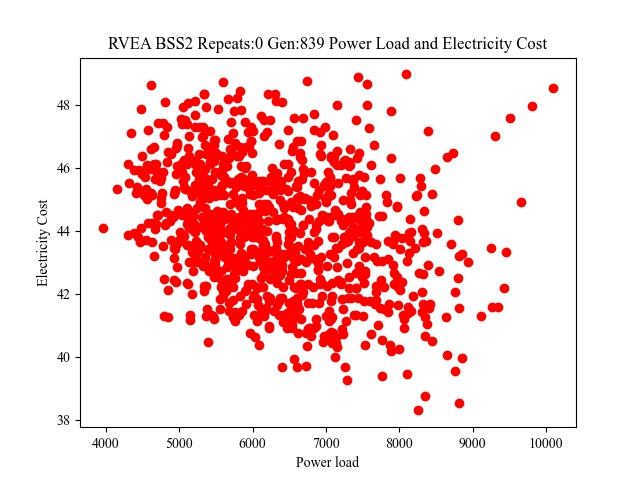 RVEA BSS2 Repeats:0 Gen:839 Power Load and Electricity Cost
48
46
44
42
40
38
Electricity Cost
4000 5000 6000 7000 8000 9000 10000
Power load